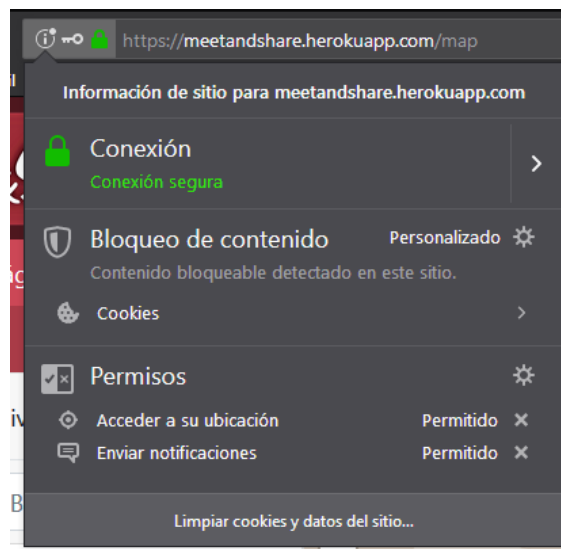 https://meetandshare.herokuapp.com/map
Información de sitio para meetandshare.herokuapp.com
Conexión
Conexión segura
Bloqueo de contenido Personalizado
Contenido bloqueable detectado en este sitio.
Cookies
Permisos
Acceder a su ubicación Permitido
Enviar notificaciones Permitido
Limpiar cookies y datos del sitio...